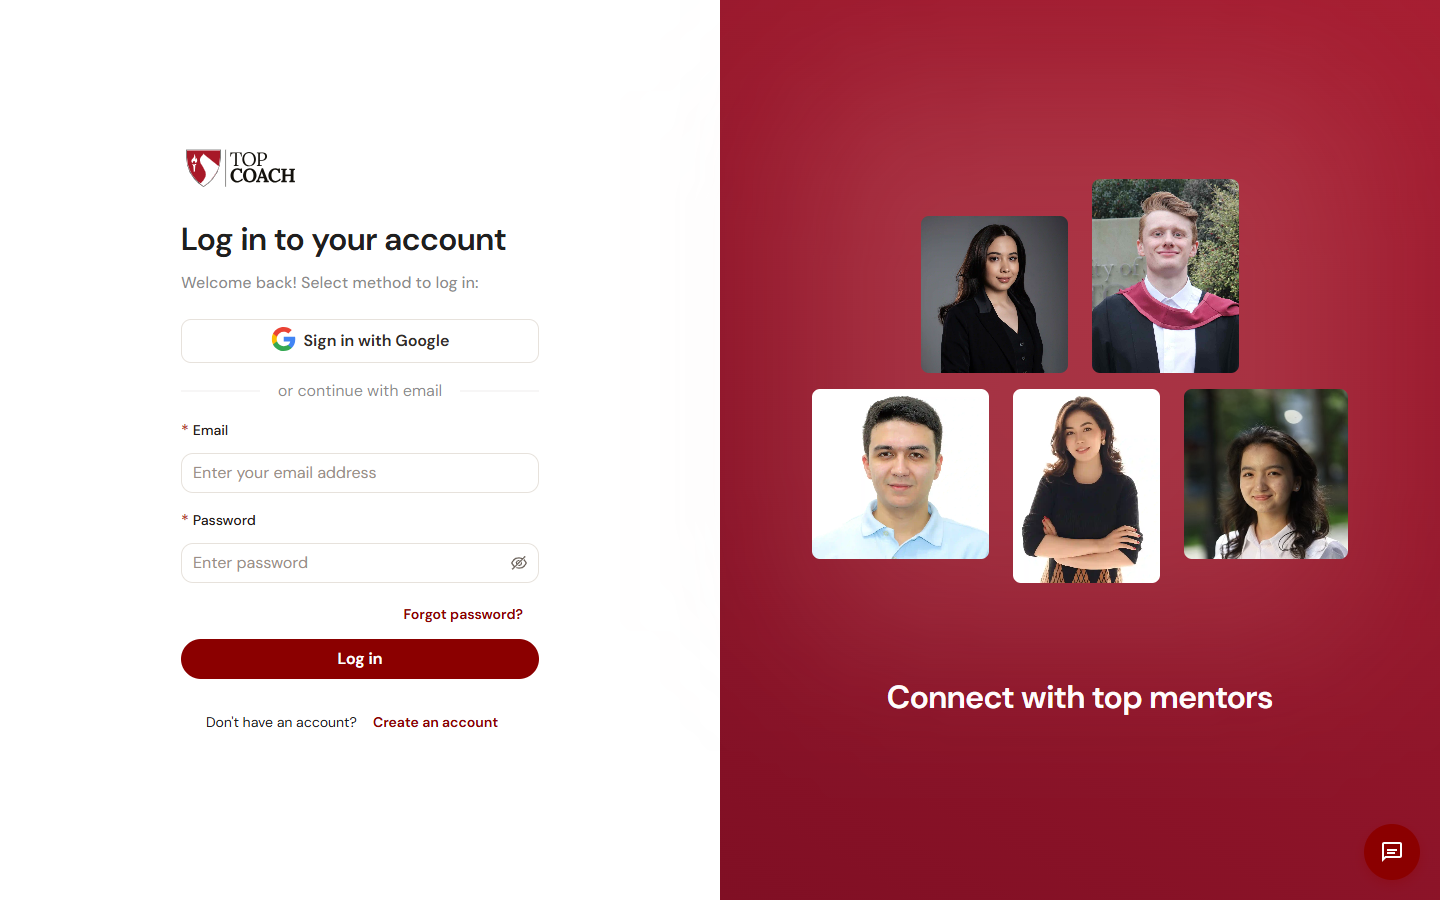 TOP
COACH
Log in to your account
Welcome back! Select method to log in:
Sign in with Google
or continue with email
* Email
Enter your email address
* Password
Enter password
Forgot password?
Log in
Don't have an account? Create an account
Connect with top mentors